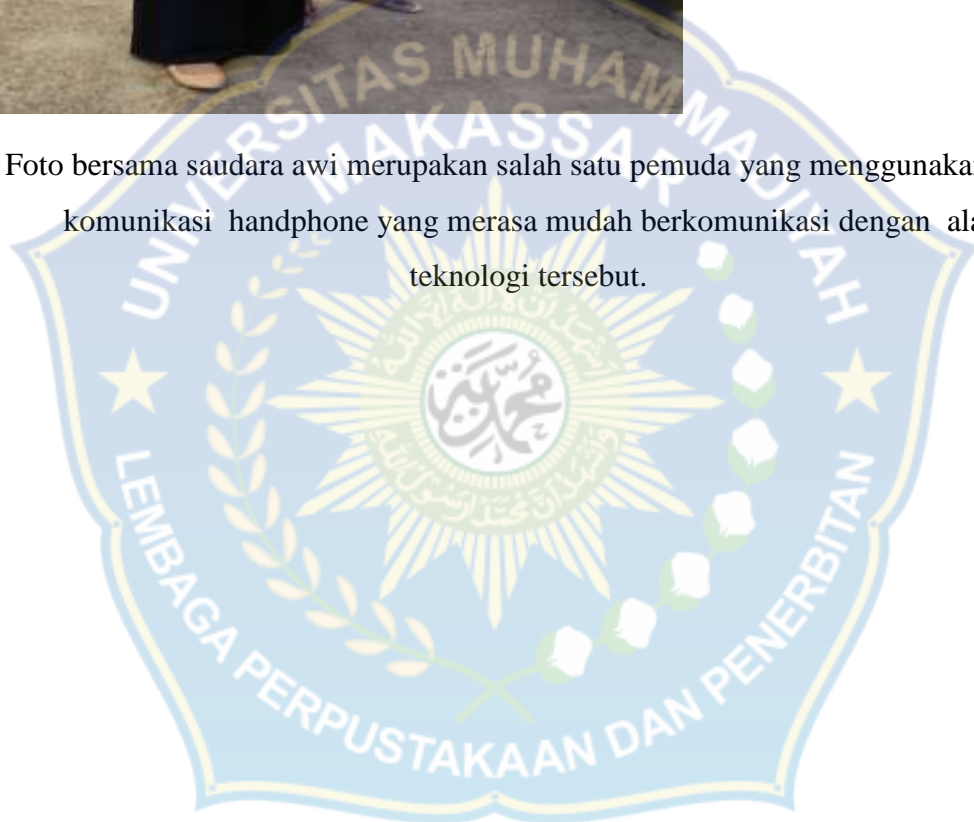 Foto bersama saudara awi merupakan salah satu pemuda yang menggunakan
komunikasi handphone yang merasa mudah berkomunikasi dengan ala
teknologi tersebut.
UNIVERSITAS MUHAMMADIYAH
MAKASSAR
LEMBAGA PERPUSTAKAAN DAN PENERBITAN